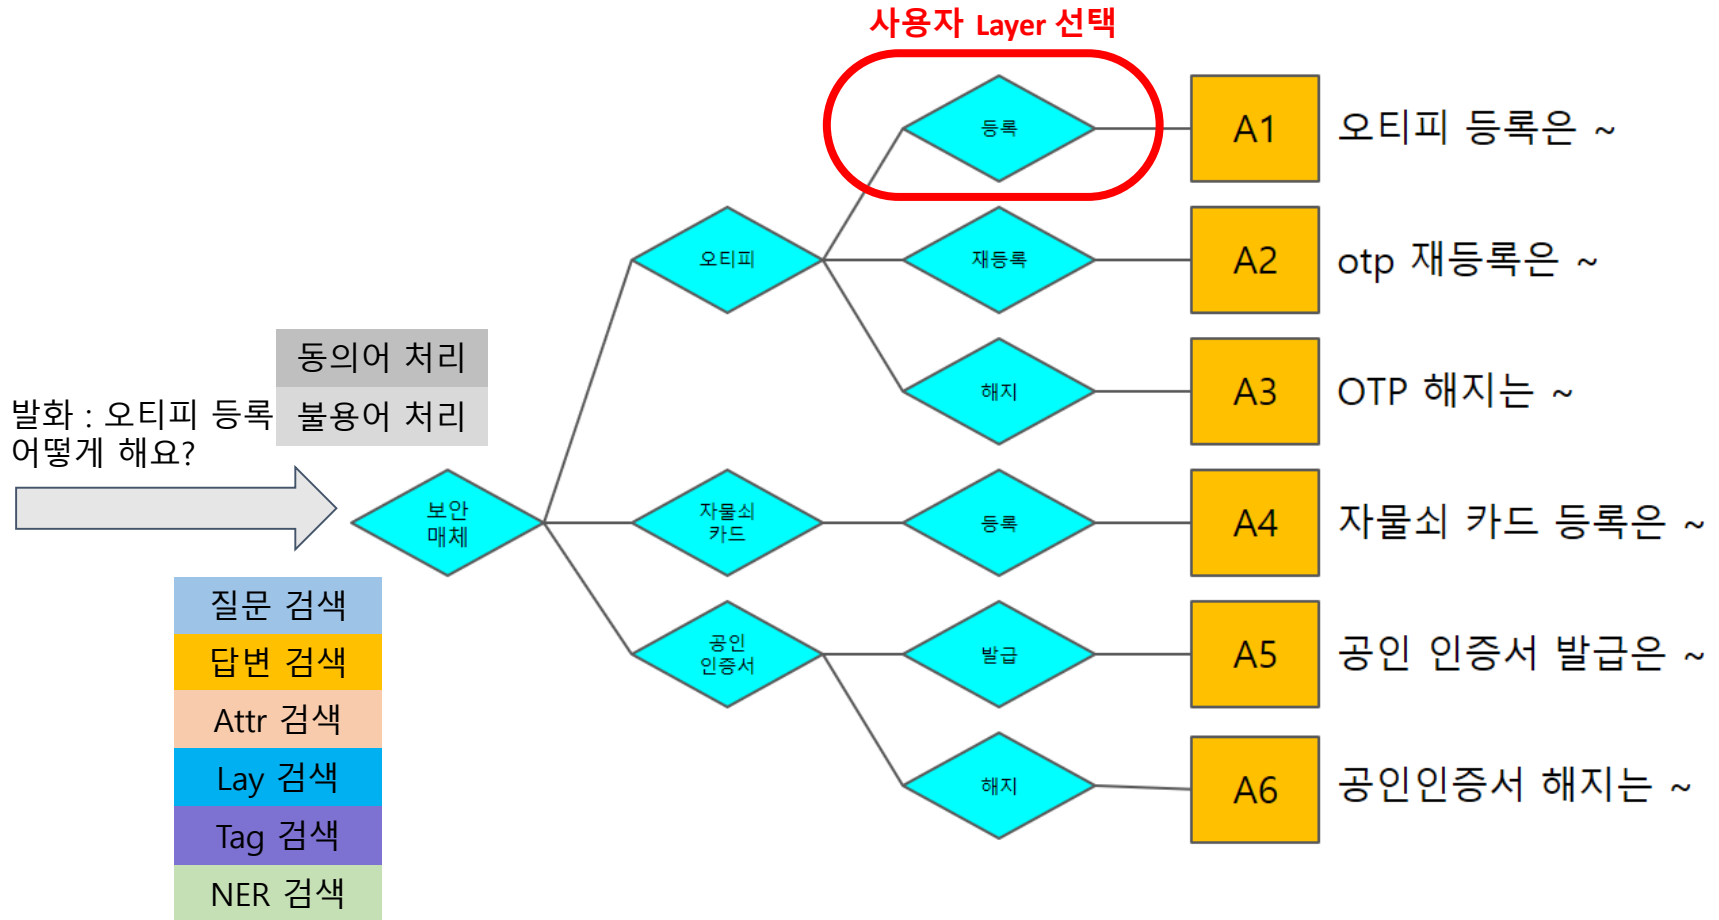 사용자 Layer 선택
등록
A1
오티피 등록은 ~
오티피
재등록
A2
otp 재등록은 ~
동의어 처리
해지
A3
OTP 해지는 ~
불용어 처리
발화 : 오티피 등록
어떻게 해요?
보안
매체
자물쇠
카드
등록
A4
자물쇠 카드 등록은 ~
질문 검색
답변 검색
Attr 검색
Lay 검색
Tag 검색
NER 검색
공인
인증서
발급
A5
공인 인증서 발급은 ~
해지
A6
공인인증서 해지는 ~